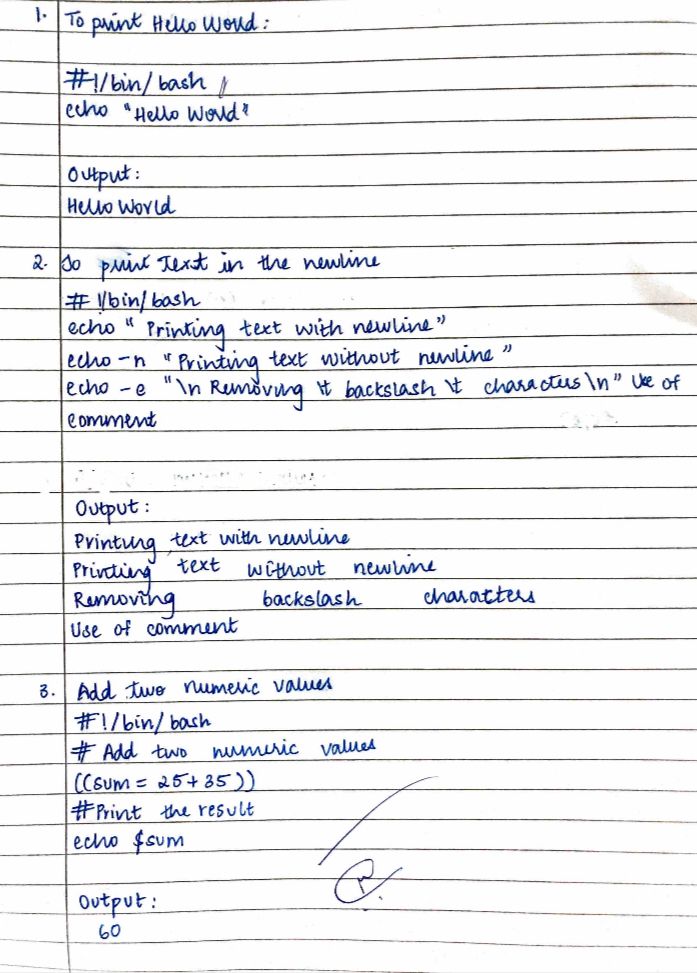 1. To print Hello World:
#!/bin/bash
echo "Hello World"
Output:
Hello World
2. To print Text in the newline
#!/bin/bash
echo "Printing text with newline"
echo -n "Printing text without newline"
echo -e "\n Removing \t backslash \t characters\n" Use of
comment
Output:
Printing text with newline
Printing text without newline
Removing backslash characters
Use of comment
3. Add two numeric values
#!/bin/bash
# Add two numeric values
((sum = 25+35))
#Print the result
echo $sum
Output:
60